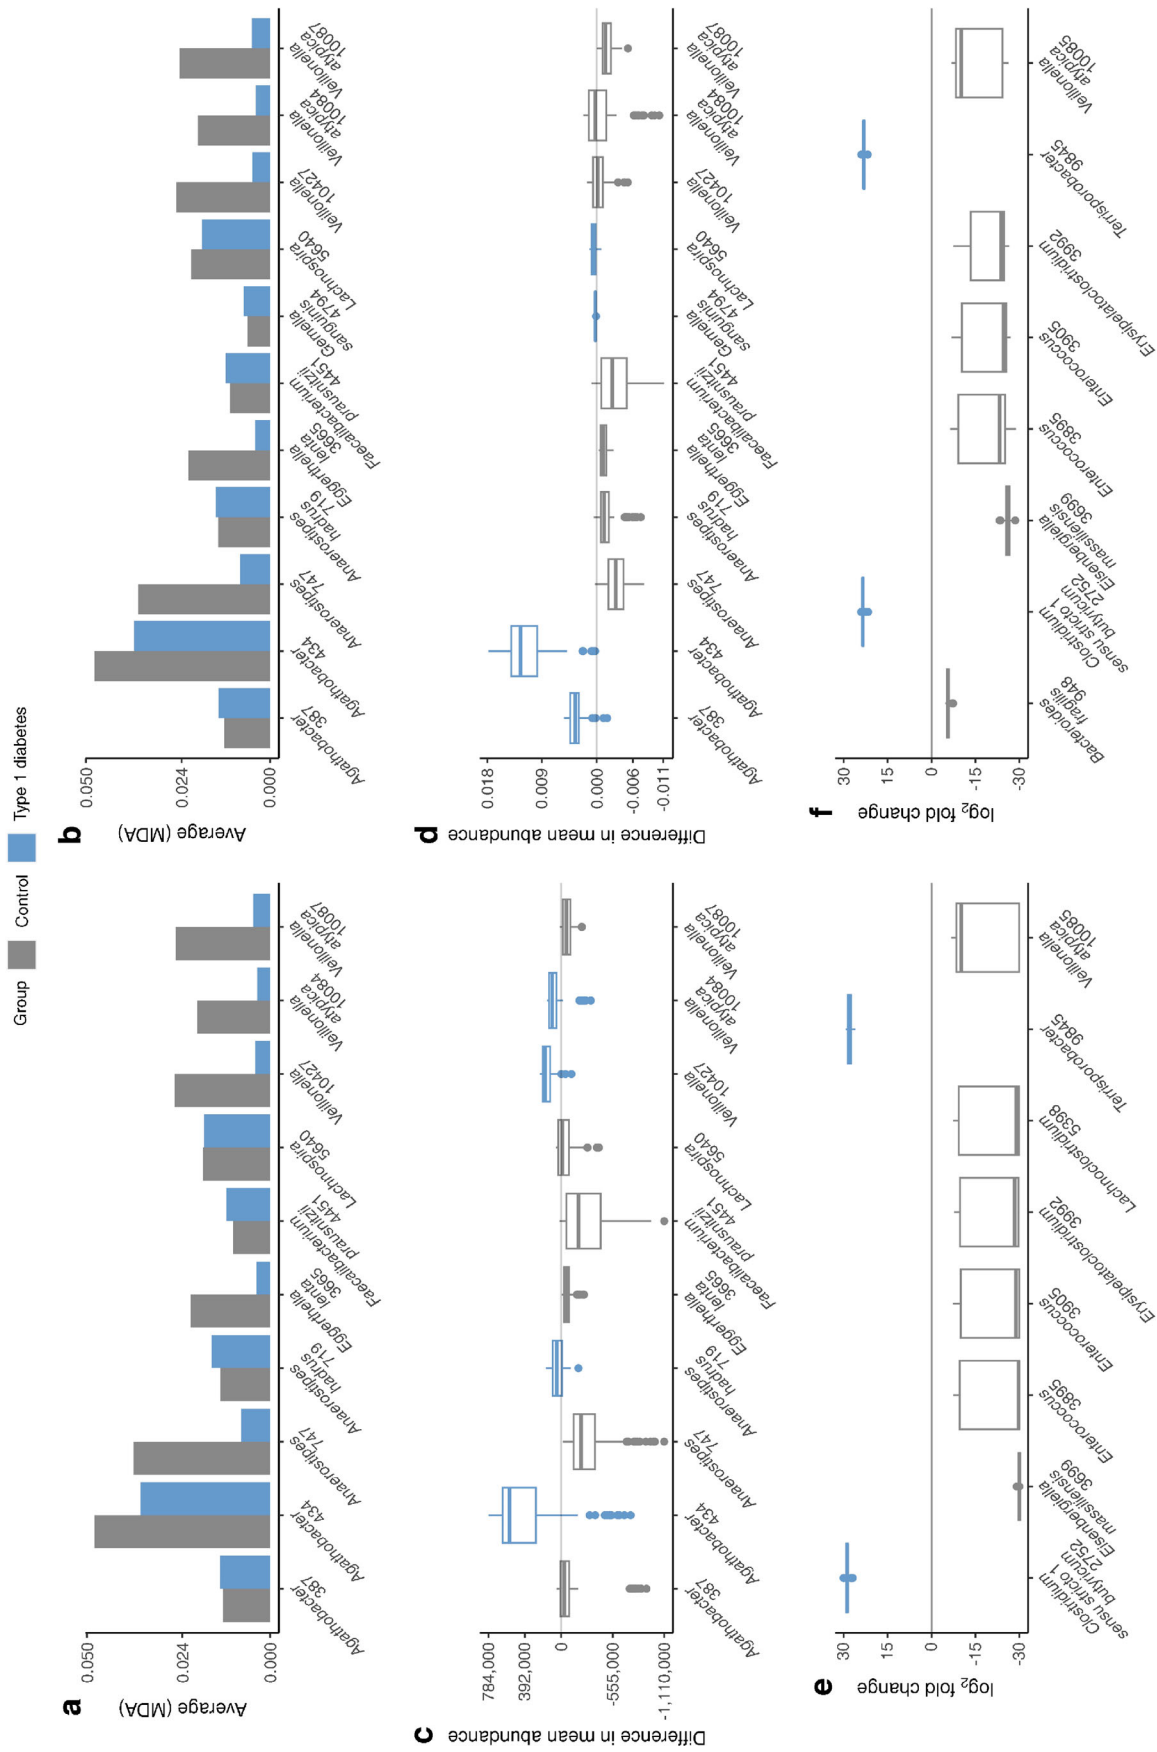 Group Control Type 1 diabetes
a
Average (MDA)
0.050
0.024
0.000
Agathobacter
387
Agathobacter
434
Anaerostipes
747
Anaerostipes
hadrus
719
Eggerthella
lenta
3665
Faecalibacterium
prausnitzii
4451
Lachnospira
5640
Veillonella
10427
Veillonella
atypica
10084
Veillonella
atypica
10087
b
Average (MDA)
0.050
0.024
0.000
Agathobacter
387
Agathobacter
434
Anaerostipes
747
Anaerostipes
hadrus
719
Eggerthella
lenta
3665
Faecalibacterium
prausnitzii
4451
Gemella
sanguinis
4794
Lachnospira
5640
Veillonella
10427
Veillonella
atypica
10084
Veillonella
atypica
10087
c
Difference in mean abundance
784,000
392,000
0
-555,000
-1,110,000
Agathobacter
387
Agathobacter
434
Anaerostipes
747
Anaerostipes
hadrus
719
Eggerthella
lenta
3665
Faecalibacterium
prausnitzii
4451
Lachnospira
5640
Veillonella
10427
Veillonella
atypica
10084
Veillonella
atypica
10087
d
Difference in mean abundance
0.018
0.009
0.000
-0.006
-0.011
Agathobacter
387
Agathobacter
434
Anaerostipes
747
Anaerostipes
hadrus
719
Eggerthella
lenta
3665
Faecalibacterium
prausnitzii
4451
Gemella
sanguinis
4794
Lachnospira
5640
Veillonella
10427
Veillonella
atypica
10084
Veillonella
atypica
10087
e
log₂ fold change
30
15
0
-15
-30
Clostridium
sensu stricto 1
butyricum
2752
Eisenbergiella
massiliensis
3699
Enterococcus
3895
Enterococcus
3905
Erysipelatoclostridium
3992
Lachnoclostridium
5398
Terrisporobacter
9845
Veillonella
atypica
10085
f
log₂ fold change
30
15
0
-15
-30
Bacteroides
fragilis
948
Clostridium
sensu stricto 1
butyricum
2752
Eisenbergiella
massiliensis
3699
Enterococcus
3895
Enterococcus
3905
Erysipelatoclostridium
3992
Terrisporobacter
9845
Veillonella
atypica
10085